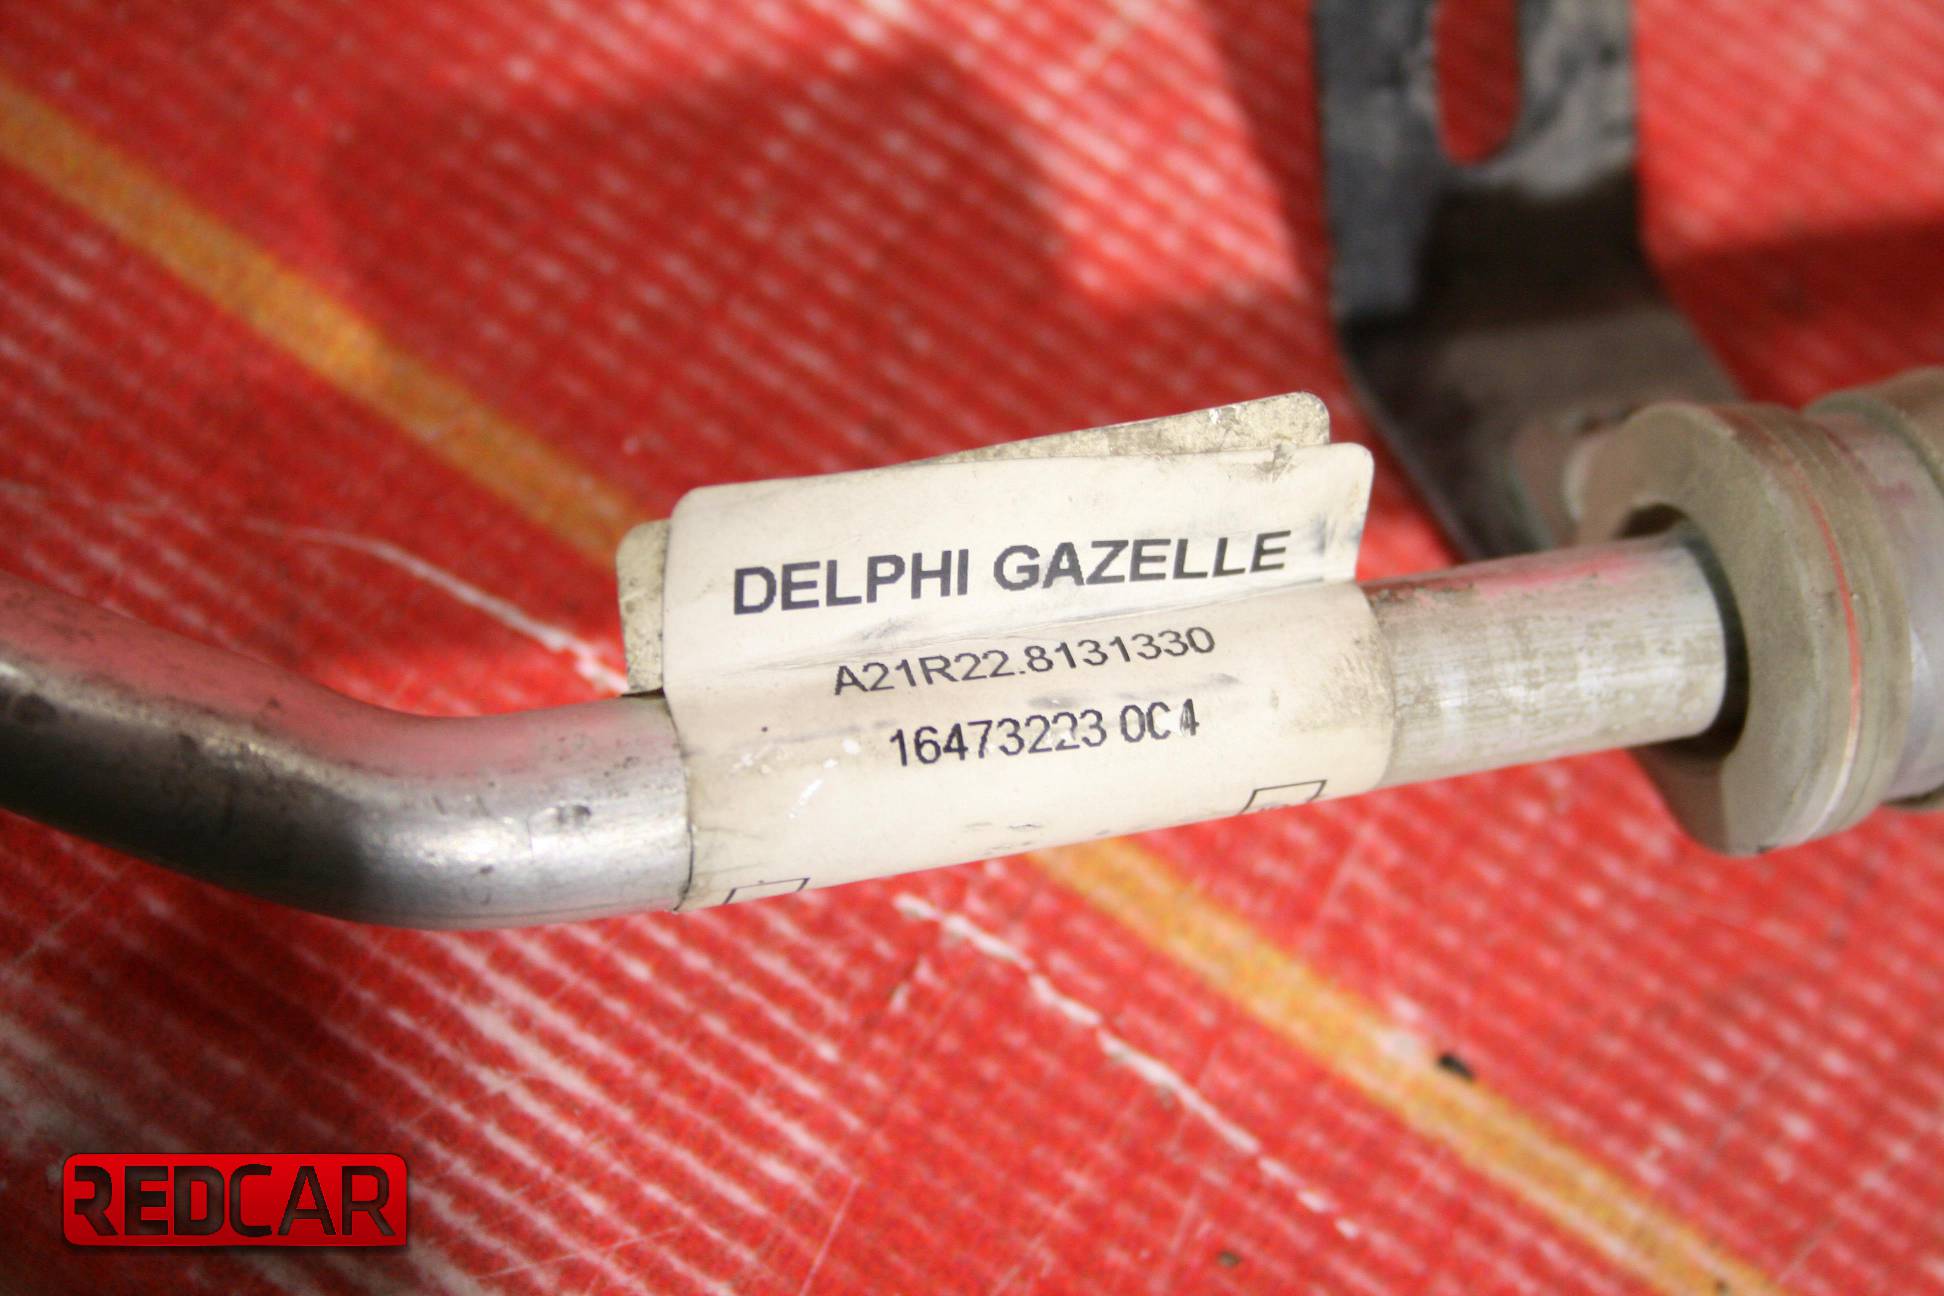 DELPHI GAZELLE
A21R22.8131330
16473223 0C4
REDCAR